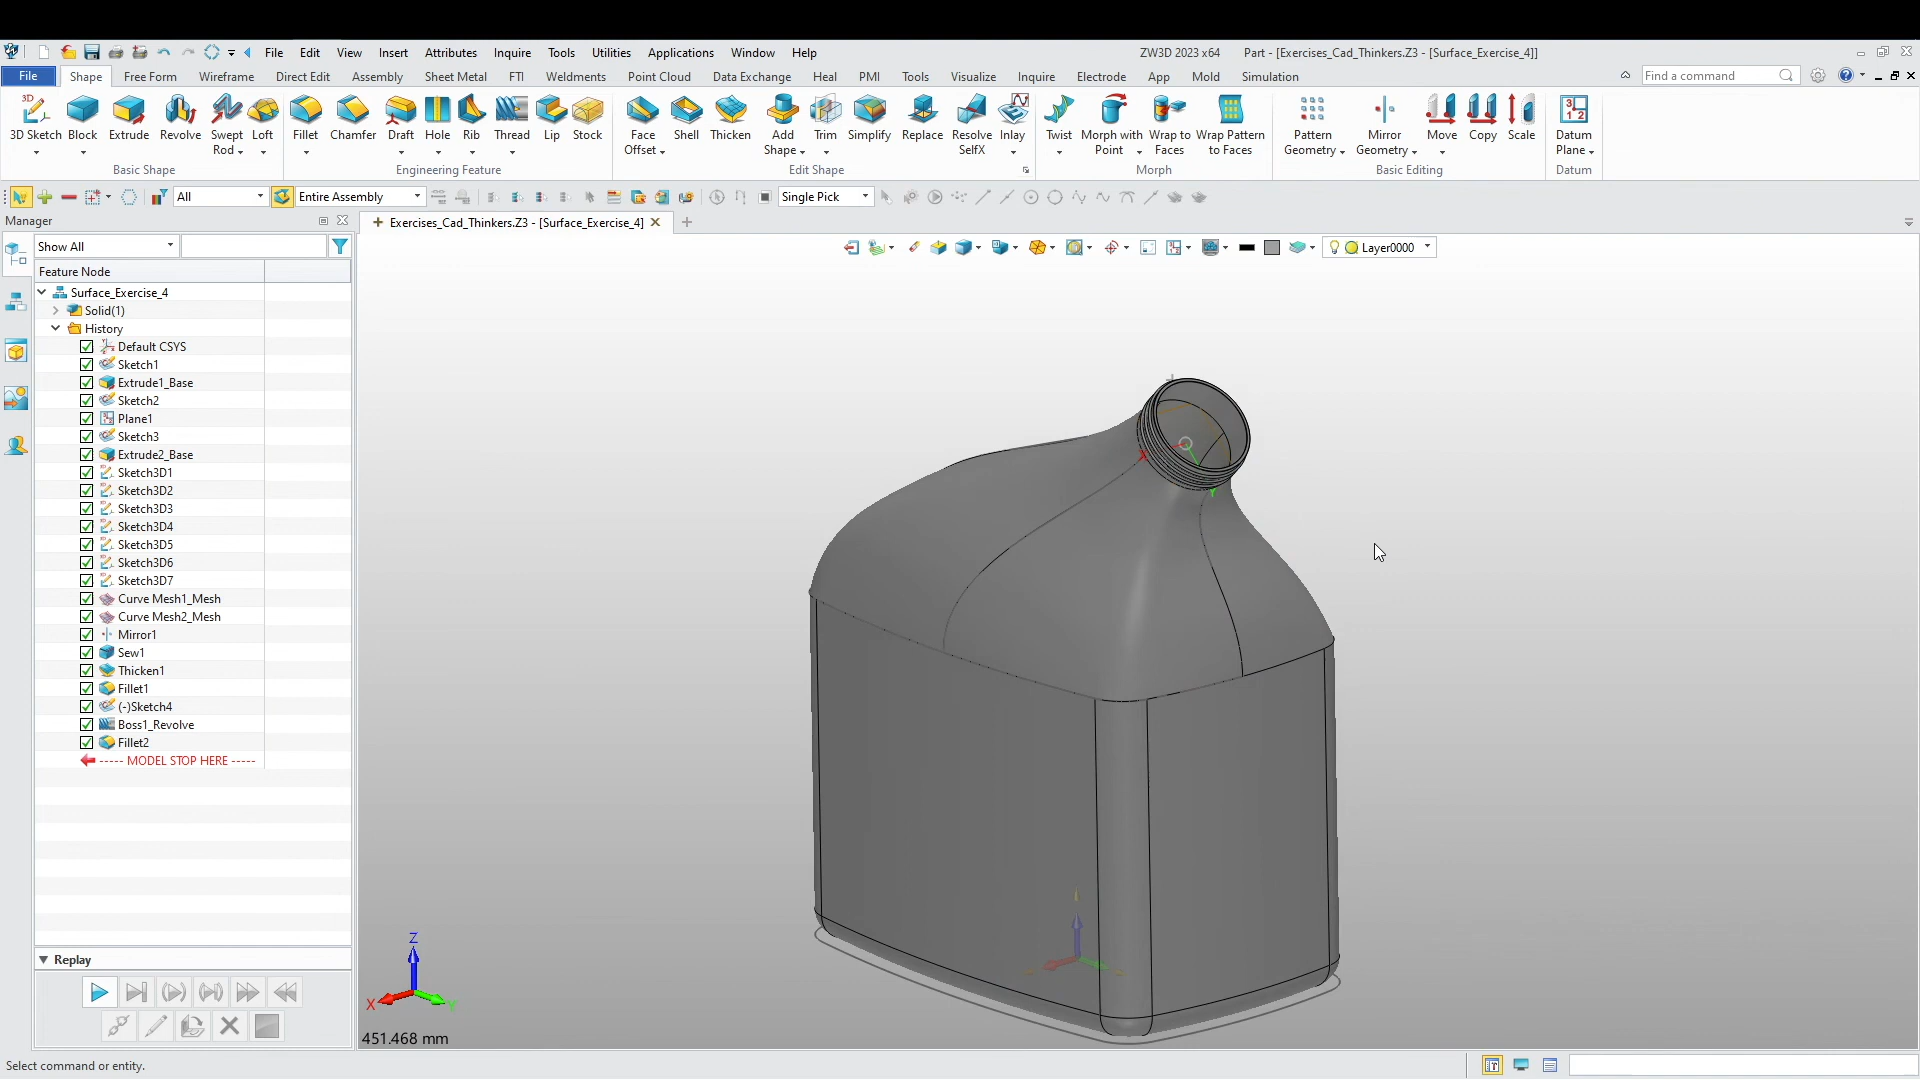 File Edit View Insert Attributes Inquire Tools Utilities Applications Window Help ZW3D 2023 x64 Part - [Exercises_Cad_Thinkers.Z3 - [Surface_Exercise_4]]
File Shape Free Form Wireframe Direct Edit Assembly Sheet Metal FTI Weldments Point Cloud Data Exchange Heal PMI Tools Visualize Inquire Electrode App Mold Simulation Find a command
3D Sketch Block Extrude Revolve Swept Rod Loft Fillet Chamfer Draft Hole Rib Thread Lip Stock Face Offset Shell Thicken Add Shape Trim Simplify Replace Resolve SelfX Inlay Twist Morph with Point Wrap to Faces Wrap Pattern to Faces Pattern Geometry Mirror Geometry Move Copy Scale Datum Plane
Basic Shape Engineering Feature Edit Shape Morph Basic Editing Datum
All Entire Assembly Single Pick
Manager
Exercises_Cad_Thinkers.Z3 - [Surface_Exercise_4]
Show All
Layer0000
Feature Node
Surface_Exercise_4
Solid(1)
History
Default CSYS
Sketch1
Extrude1_Base
Sketch2
Plane1
Sketch3
Extrude2_Base
Sketch3D1
Sketch3D2
Sketch3D3
Sketch3D4
Sketch3D5
Sketch3D6
Sketch3D7
Curve Mesh1_Mesh
Curve Mesh2_Mesh
Mirror1
Sew1
Thicken1
Fillet1
(-)Sketch4
Boss1_Revolve
Fillet2
----- MODEL STOP HERE -----
X
Y
Replay
Z
X
Y
451.468 mm
Select command or entity.